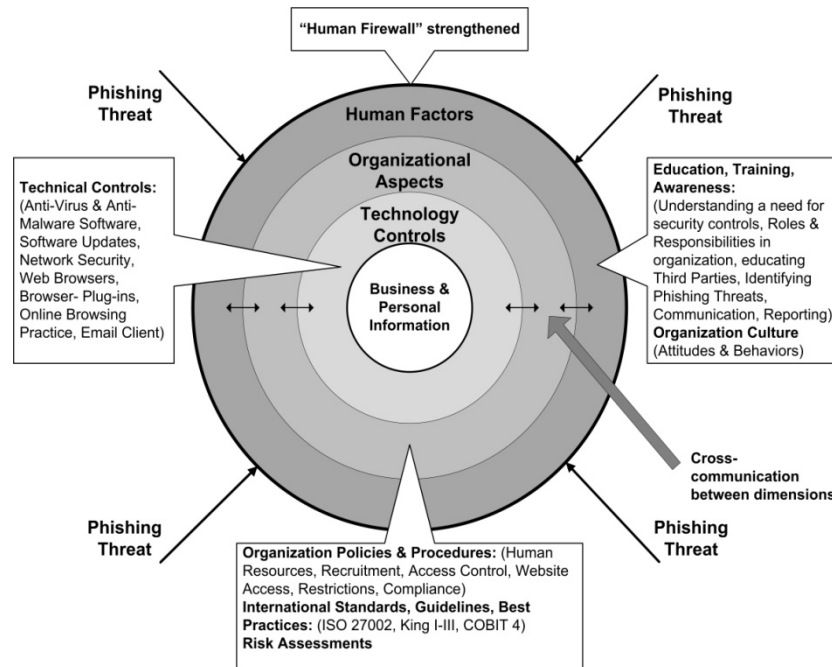 “Human Firewall” strengthened
Phishing
Threat
Phishing
Threat
Human Factors
Organizational
Aspects
Technology
Controls
Business &
Personal
Information
Technical Controls:
(Anti-Virus & Anti-
Malware Software,
Software Updates,
Network Security,
Web Browsers,
Browser- Plug-ins,
Online Browsing
Practice, Email Client)
Education, Training,
Awareness:
(Understanding a need for
security controls, Roles &
Responsibilities in
organization, educating
Third Parties, Identifying
Phishing Threats,
Communication, Reporting)
Organization Culture
(Attitudes & Behaviors)
Cross-
communication
between dimensions
Phishing
Threat
Phishing
Threat
Organization Policies & Procedures: (Human
Resources, Recruitment, Access Control, Website
Access, Restrictions, Compliance)
International Standards, Guidelines, Best
Practices: (ISO 27002, King I-III, COBIT 4)
Risk Assessments